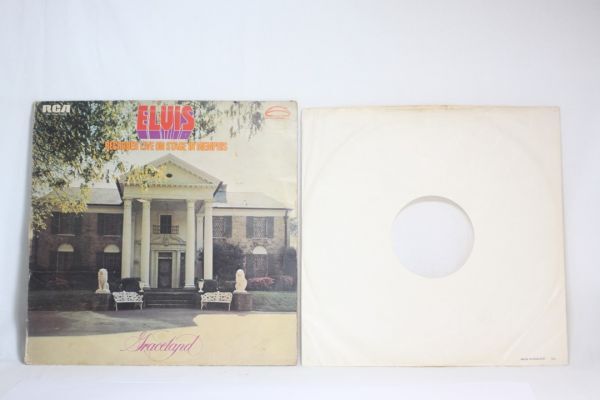 RCA
ELVIS
RECORDED LIVE ON STAGE IN MEMPHIS
Graceland